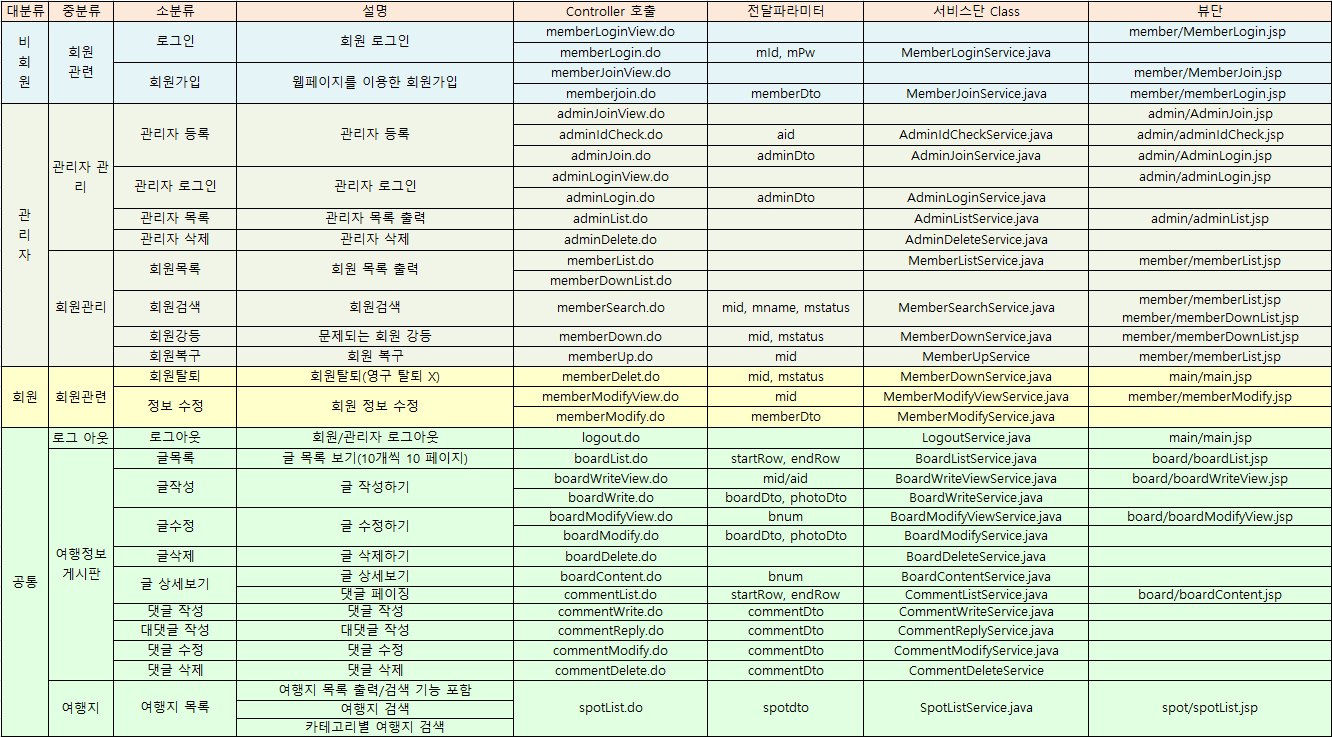 대분류 중분류 소분류 설명 Controller 호출 전달파라미터 서비스단 Class 뷰단
비회원 회원 관련 로그인 회원 로그인 memberLoginView.do member/MemberLogin.jsp
memberLogin.do mId, mPw MemberLoginService.java
회원가입 웹페이지를 이용한 회원가입 memberJoinView.do member/MemberJoin.jsp
memberjoin.do memberDto MemberJoinService.java member/memberLogin.jsp
관리자 관리자 관리 관리자 등록 관리자 등록 adminJoinView.do admin/AdminJoin.jsp
adminIdCheck.do aid AdminIdCheckService.java admin/adminIdCheck.jsp
adminJoin.do adminDto AdminJoinService.java admin/AdminLogin.jsp
관리자 로그인 관리자 로그인 adminLoginView.do admin/adminLogin.jsp
adminLogin.do adminDto AdminLoginService.java
관리자 목록 관리자 목록 출력 adminList.do AdminListService.java admin/adminList.jsp
관리자 삭제 관리자 삭제 adminDelete.do AdminDeleteService.java
회원관리 회원목록 회원 목록 출력 memberList.do MemberListService.java member/memberList.jsp
memberDownList.do
회원검색 회원검색 memberSearch.do mid, mname, mstatus MemberSearchService.java member/memberList.jsp
member/memberDownList.jsp
회원강등 문제되는 회원 강등 memberDown.do mid, mstatus MemberDownService.java member/memberDownList.jsp
회원복구 회원 복구 memberUp.do mid MemberUpService member/memberList.jsp
회원 회원관련 회원탈퇴 회원탈퇴(영구 탈퇴 X) memberDelet.do mid, mstatus MemberDownService.java main/main.jsp
정보 수정 회원 정보 수정 memberModifyView.do mid MemberModifyViewService.java member/memberModify.jsp
memberModify.do memberDto MemberModifyService.java
공통 로그 아웃 로그아웃 회원/관리자 로그아웃 logout.do LogoutService.java main/main.jsp
여행정보 게시판 글목록 글 목록 보기(10개씩 10 페이지) boardList.do startRow, endRow BoardListService.java board/boardList.jsp
글작성 글 작성하기 boardWriteView.do mid/aid BoardWriteViewService.java board/boardWriteView.jsp
boardWrite.do boardDto, photoDto BoardWriteService.java
글수정 글 수정하기 boardModifyView.do bnum BoardModifyViewService.java board/boardModifyView.jsp
boardModify.do boardDto, photoDto BoardModifyService.java
글삭제 글 삭제하기 boardDelete.do BoardDeleteService.java
글 상세보기 글 상세보기 boardContent.do bnum BoardContentService.java
댓글 페이징 commentList.do startRow, endRow CommentListService.java board/boardContent.jsp
댓글 작성 댓글 작성 commentWrite.do commentDto CommentWriteService.java
대댓글 작성 대댓글 작성 commentReply.do commentDto CommentReplyService.java
댓글 수정 댓글 수정 commentModify.do commentDto CommentModifyService.java
댓글 삭제 댓글 삭제 commentDelete.do commentDto CommentDeleteService
여행지 여행지 목록 여행지 목록 출력/검색 기능 포함 spotList.do spotdto SpotListService.java spot/spotList.jsp
여행지 검색
카테고리별 여행지 검색